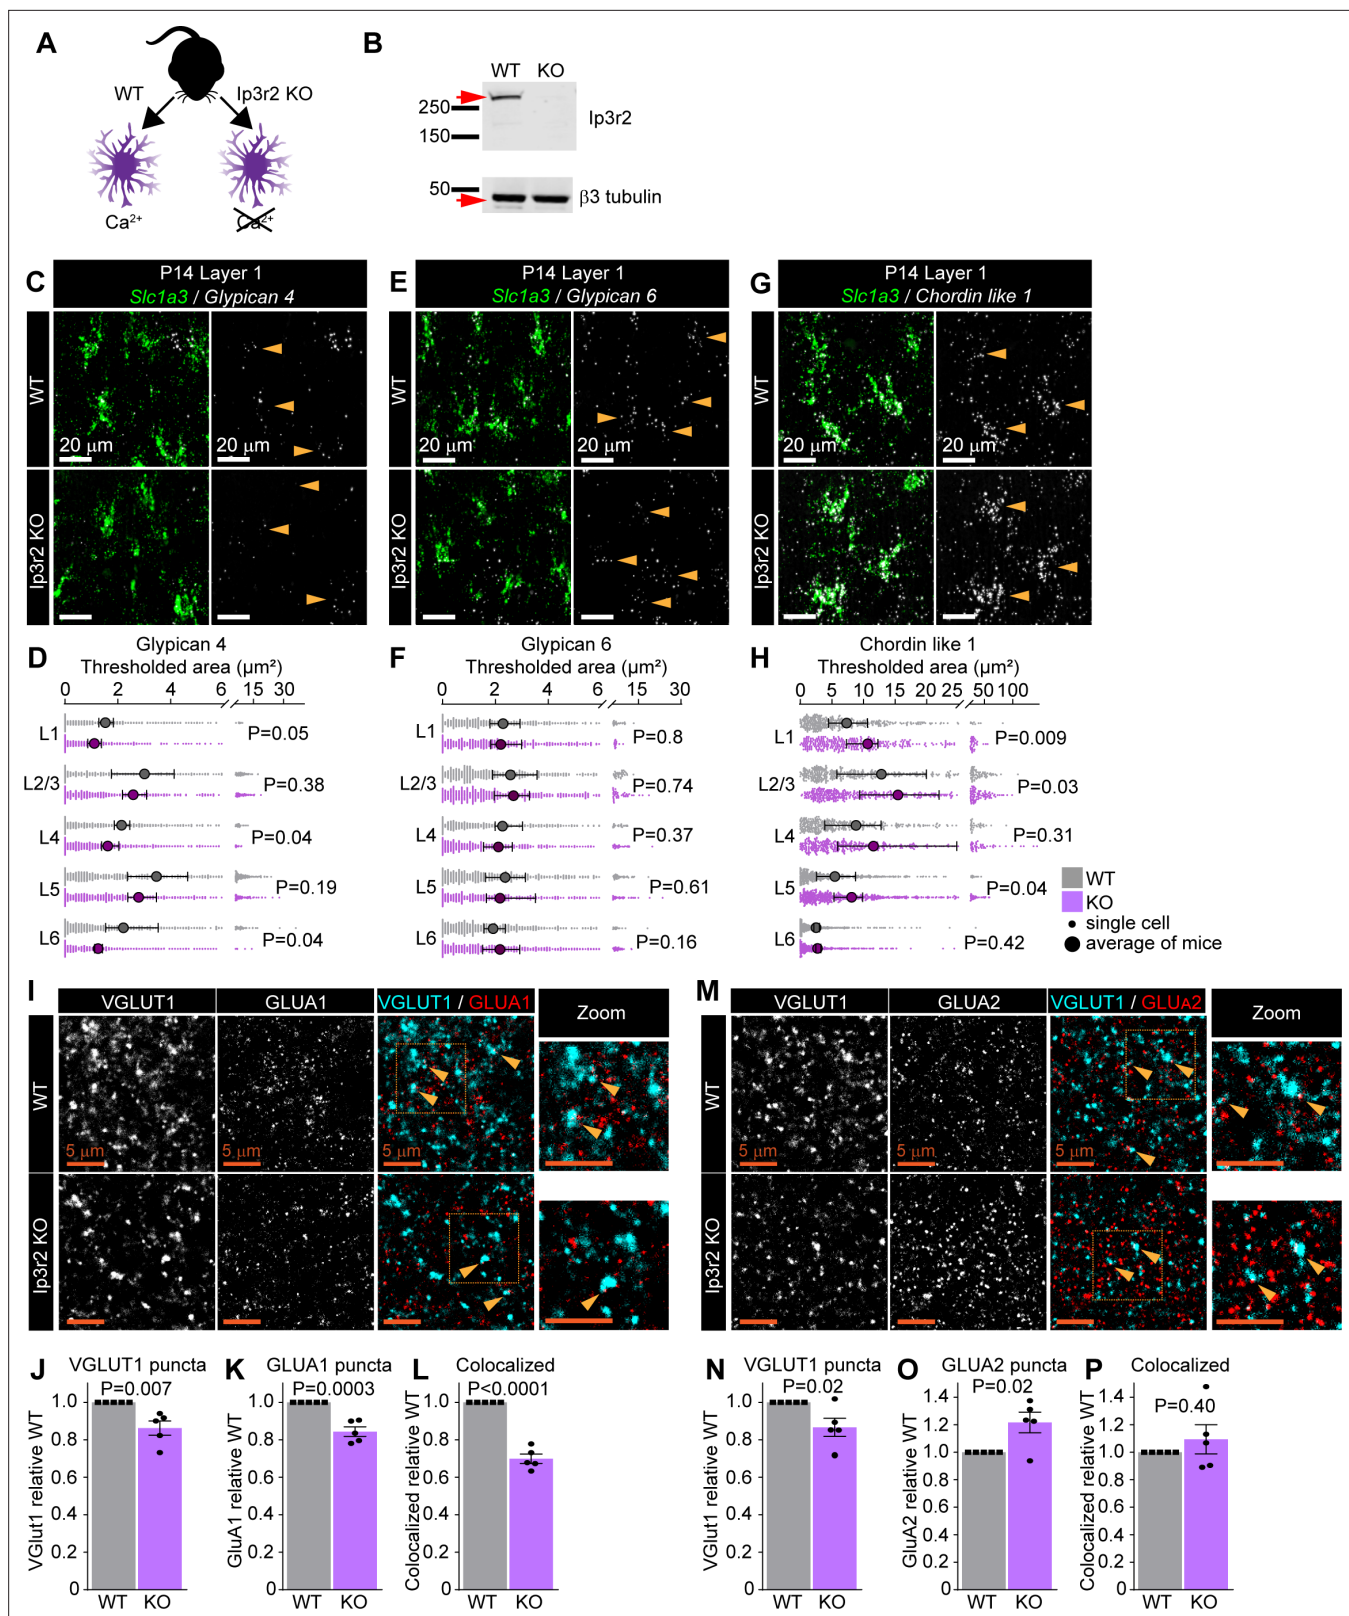 A
WT
Ip3r2 KO
Ca²⁺
Ca²⁺
B
WT KO
250
150
Ip3r2
50
β3 tubulin
C
P14 Layer 1
Slc1a3 / Glypican 4
WT
20 µm
20 µm
Ip3r2 KO
E
P14 Layer 1
Slc1a3 / Glypican 6
WT
20 µm
20 µm
Ip3r2 KO
G
P14 Layer 1
Slc1a3 / Chordin like 1
WT
20 µm
20 µm
Ip3r2 KO
D
Glypican 4
Thresholded area (µm²)
0 2 4 6 15 30
L1 P=0.05
L2/3 P=0.38
L4 P=0.04
L5 P=0.19
L6 P=0.04
F
Glypican 6
Thresholded area (µm²)
0 2 4 6 15 30
L1 P=0.8
L2/3 P=0.74
L4 P=0.37
L5 P=0.61
L6 P=0.16
H
Chordin like 1
Thresholded area (µm²)
0 5 10 15 20 25 50 100
L1 P=0.009
L2/3 P=0.03
L4 P=0.31
L5 P=0.04
L6 P=0.42
WT
KO
single cell
average of mice
I
VGLUT1 GLUA1 VGLUT1 / GLUA1 Zoom
WT
5 µm 5 µm 5 µm
Ip3r2 KO
M
VGLUT1 GLUA2 VGLUT1 / GLUA2 Zoom
WT
5 µm 5 µm 5 µm
Ip3r2 KO
J
VGLUT1 puncta
P=0.007
VGlut1 relative WT
1.0
0.8
0.6
0.4
0.2
0
WT KO
K
GLUA1 puncta
P=0.0003
GluA1 relative WT
1.0
0.8
0.6
0.4
0.2
0
WT KO
L
Colocalized
P<0.0001
Colocalized relative WT
1.0
0.8
0.6
0.4
0.2
0
WT KO
N
VGLUT1 puncta
P=0.02
VGlut1 relative WT
1.0
0.8
0.6
0.4
0.2
0
WT KO
O
GLUA2 puncta
P=0.02
GluA2 relative WT
1.4
1.2
1.0
0.8
0.6
0.4
0.2
0
WT KO
P
Colocalized
P=0.40
Colocalized relative WT
1.4
1.2
1.0
0.8
0.6
0.4
0.2
0
WT KO